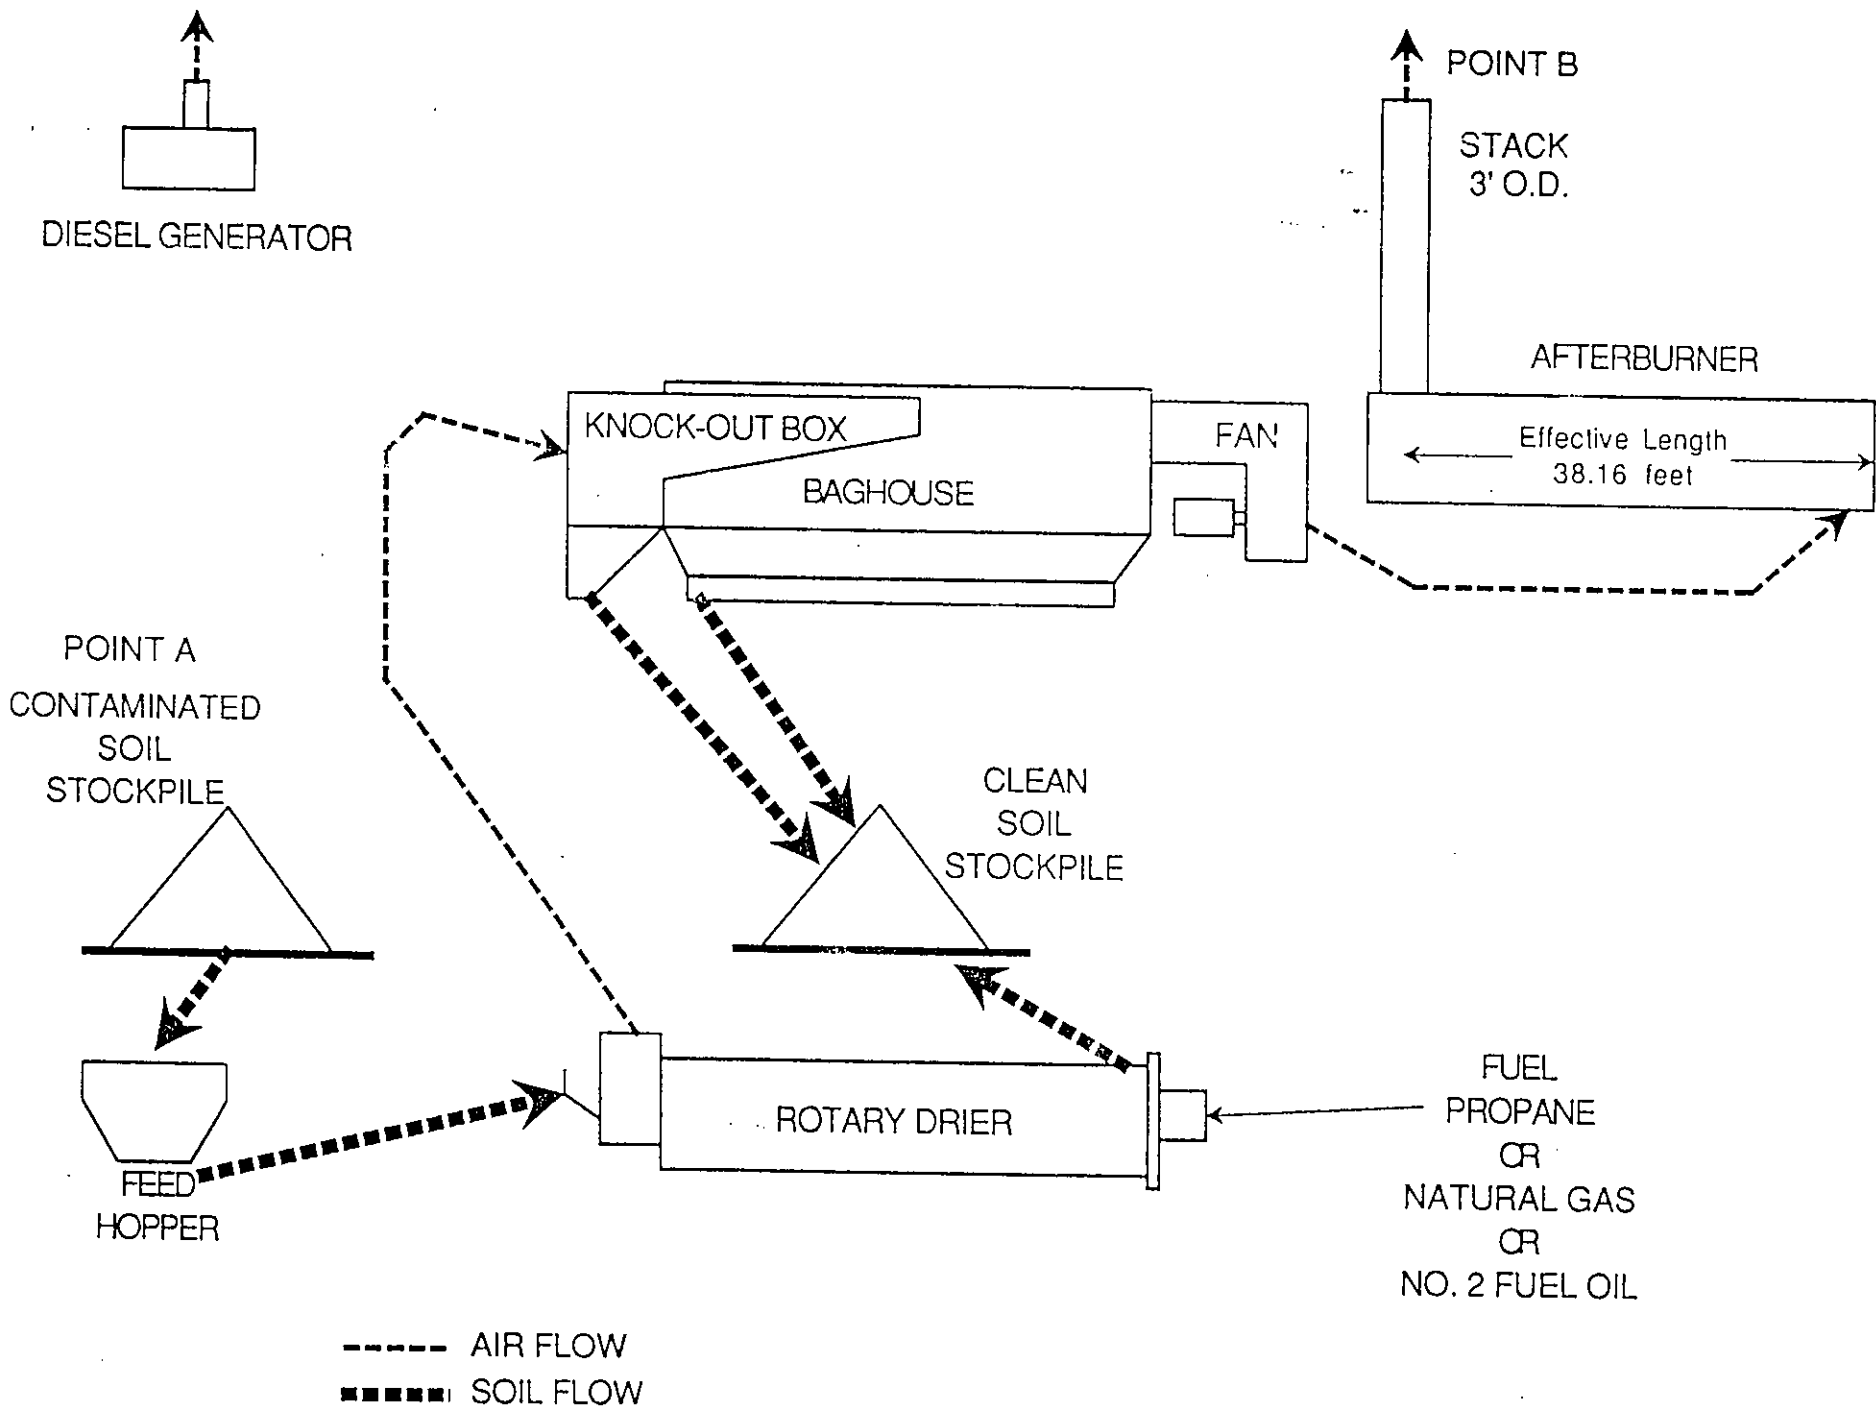 POINT B
STACK
3' O.D.
DIESEL GENERATOR
AFTERBURNER
KNOCK-OUT BOX
FAN
Effective Length
38.16 feet
BAGHOUSE
POINT A
CONTAMINATED
SOIL
STOCKPILE
CLEAN
SOIL
STOCKPILE
FUEL
PROPANE
OR
NATURAL GAS
OR
NO. 2 FUEL OIL
ROTARY DRIER
FEED
HOPPER
AIR FLOW
SOIL FLOW